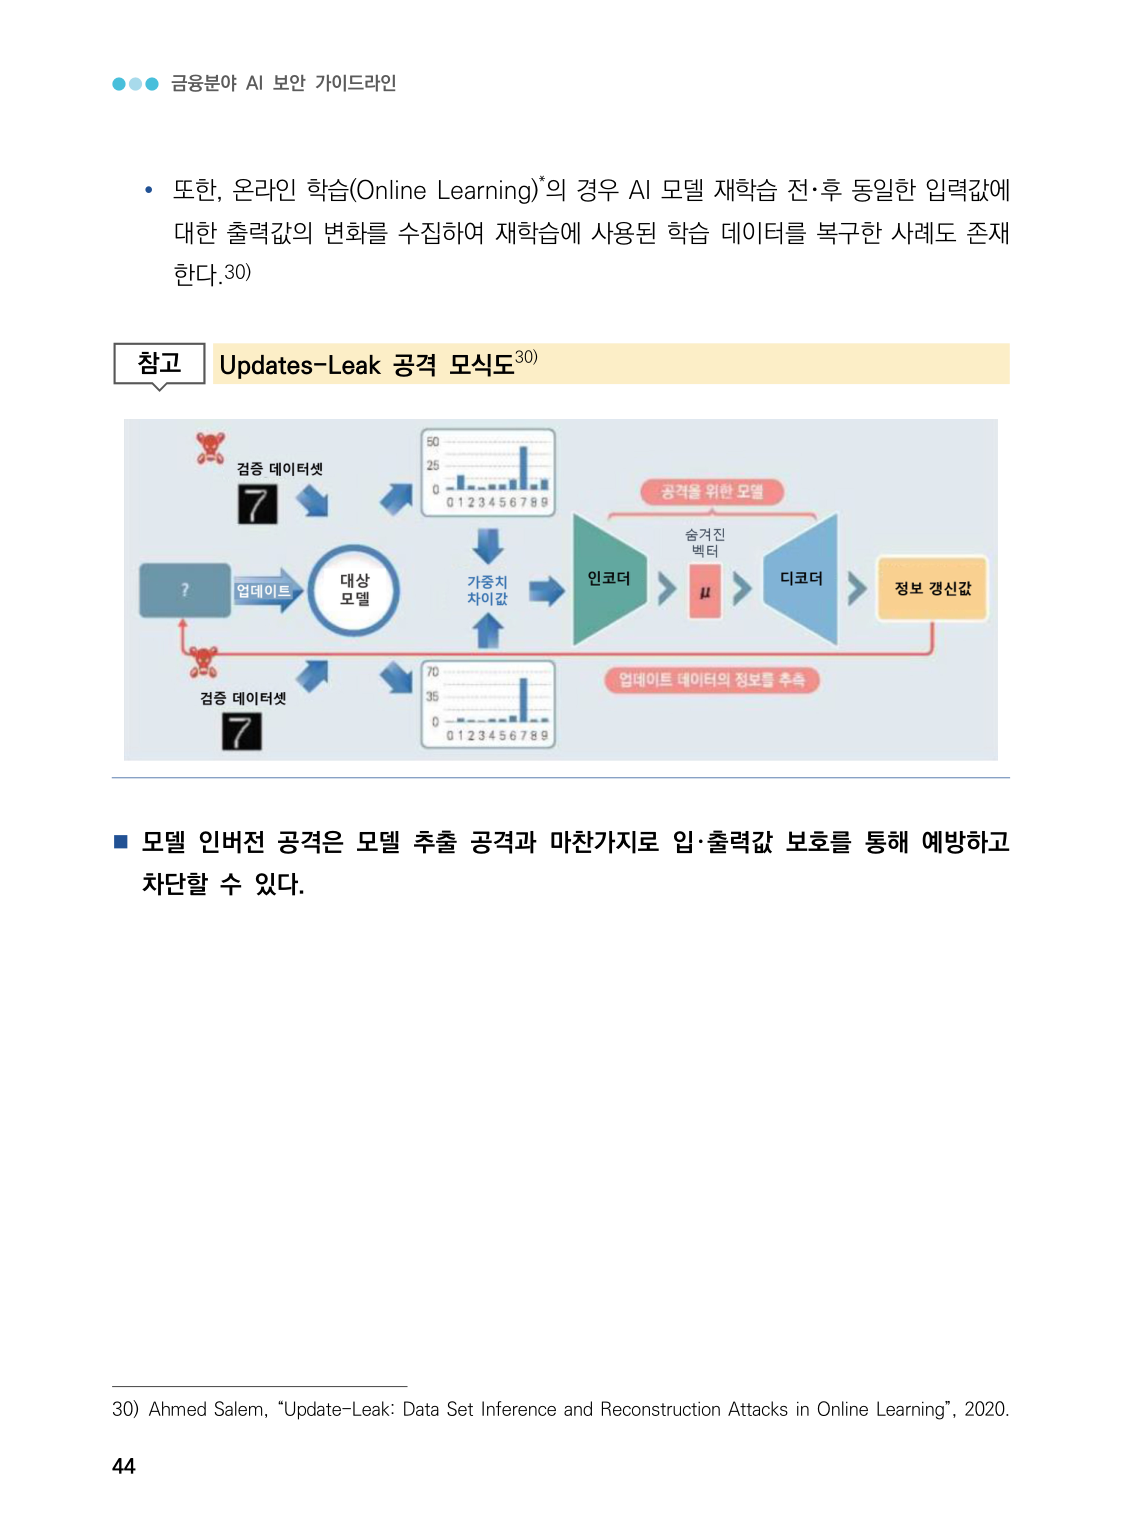 금융분야 AI 보안 가이드라인
• 또한, 온라인 학습(Online Learning)*의 경우 AI 모델 재학습 전·후 동일한 입력값에
대한 출력값의 변화를 수집하여 재학습에 사용된 학습 데이터를 복구한 사례도 존재
한다.30)
참고
Updates-Leak 공격 모식도30)
검증 데이터셋
7
50
25
0
0 1 2 3 4 5 6 7 8 9
공격을 위한 모델
숨겨진
벡터
?
업데이트
대상
모델
가중치
차이값
인코더
μ
디코더
정보 갱신값
검증 데이터셋
7
70
35
0
0 1 2 3 4 5 6 7 8 9
업데이트 데이터의 정보를 추측
■ 모델 인버전 공격은 모델 추출 공격과 마찬가지로 입·출력값 보호를 통해 예방하고
차단할 수 있다.
30) Ahmed Salem, “Update-Leak: Data Set Inference and Reconstruction Attacks in Online Learning”, 2020.
44